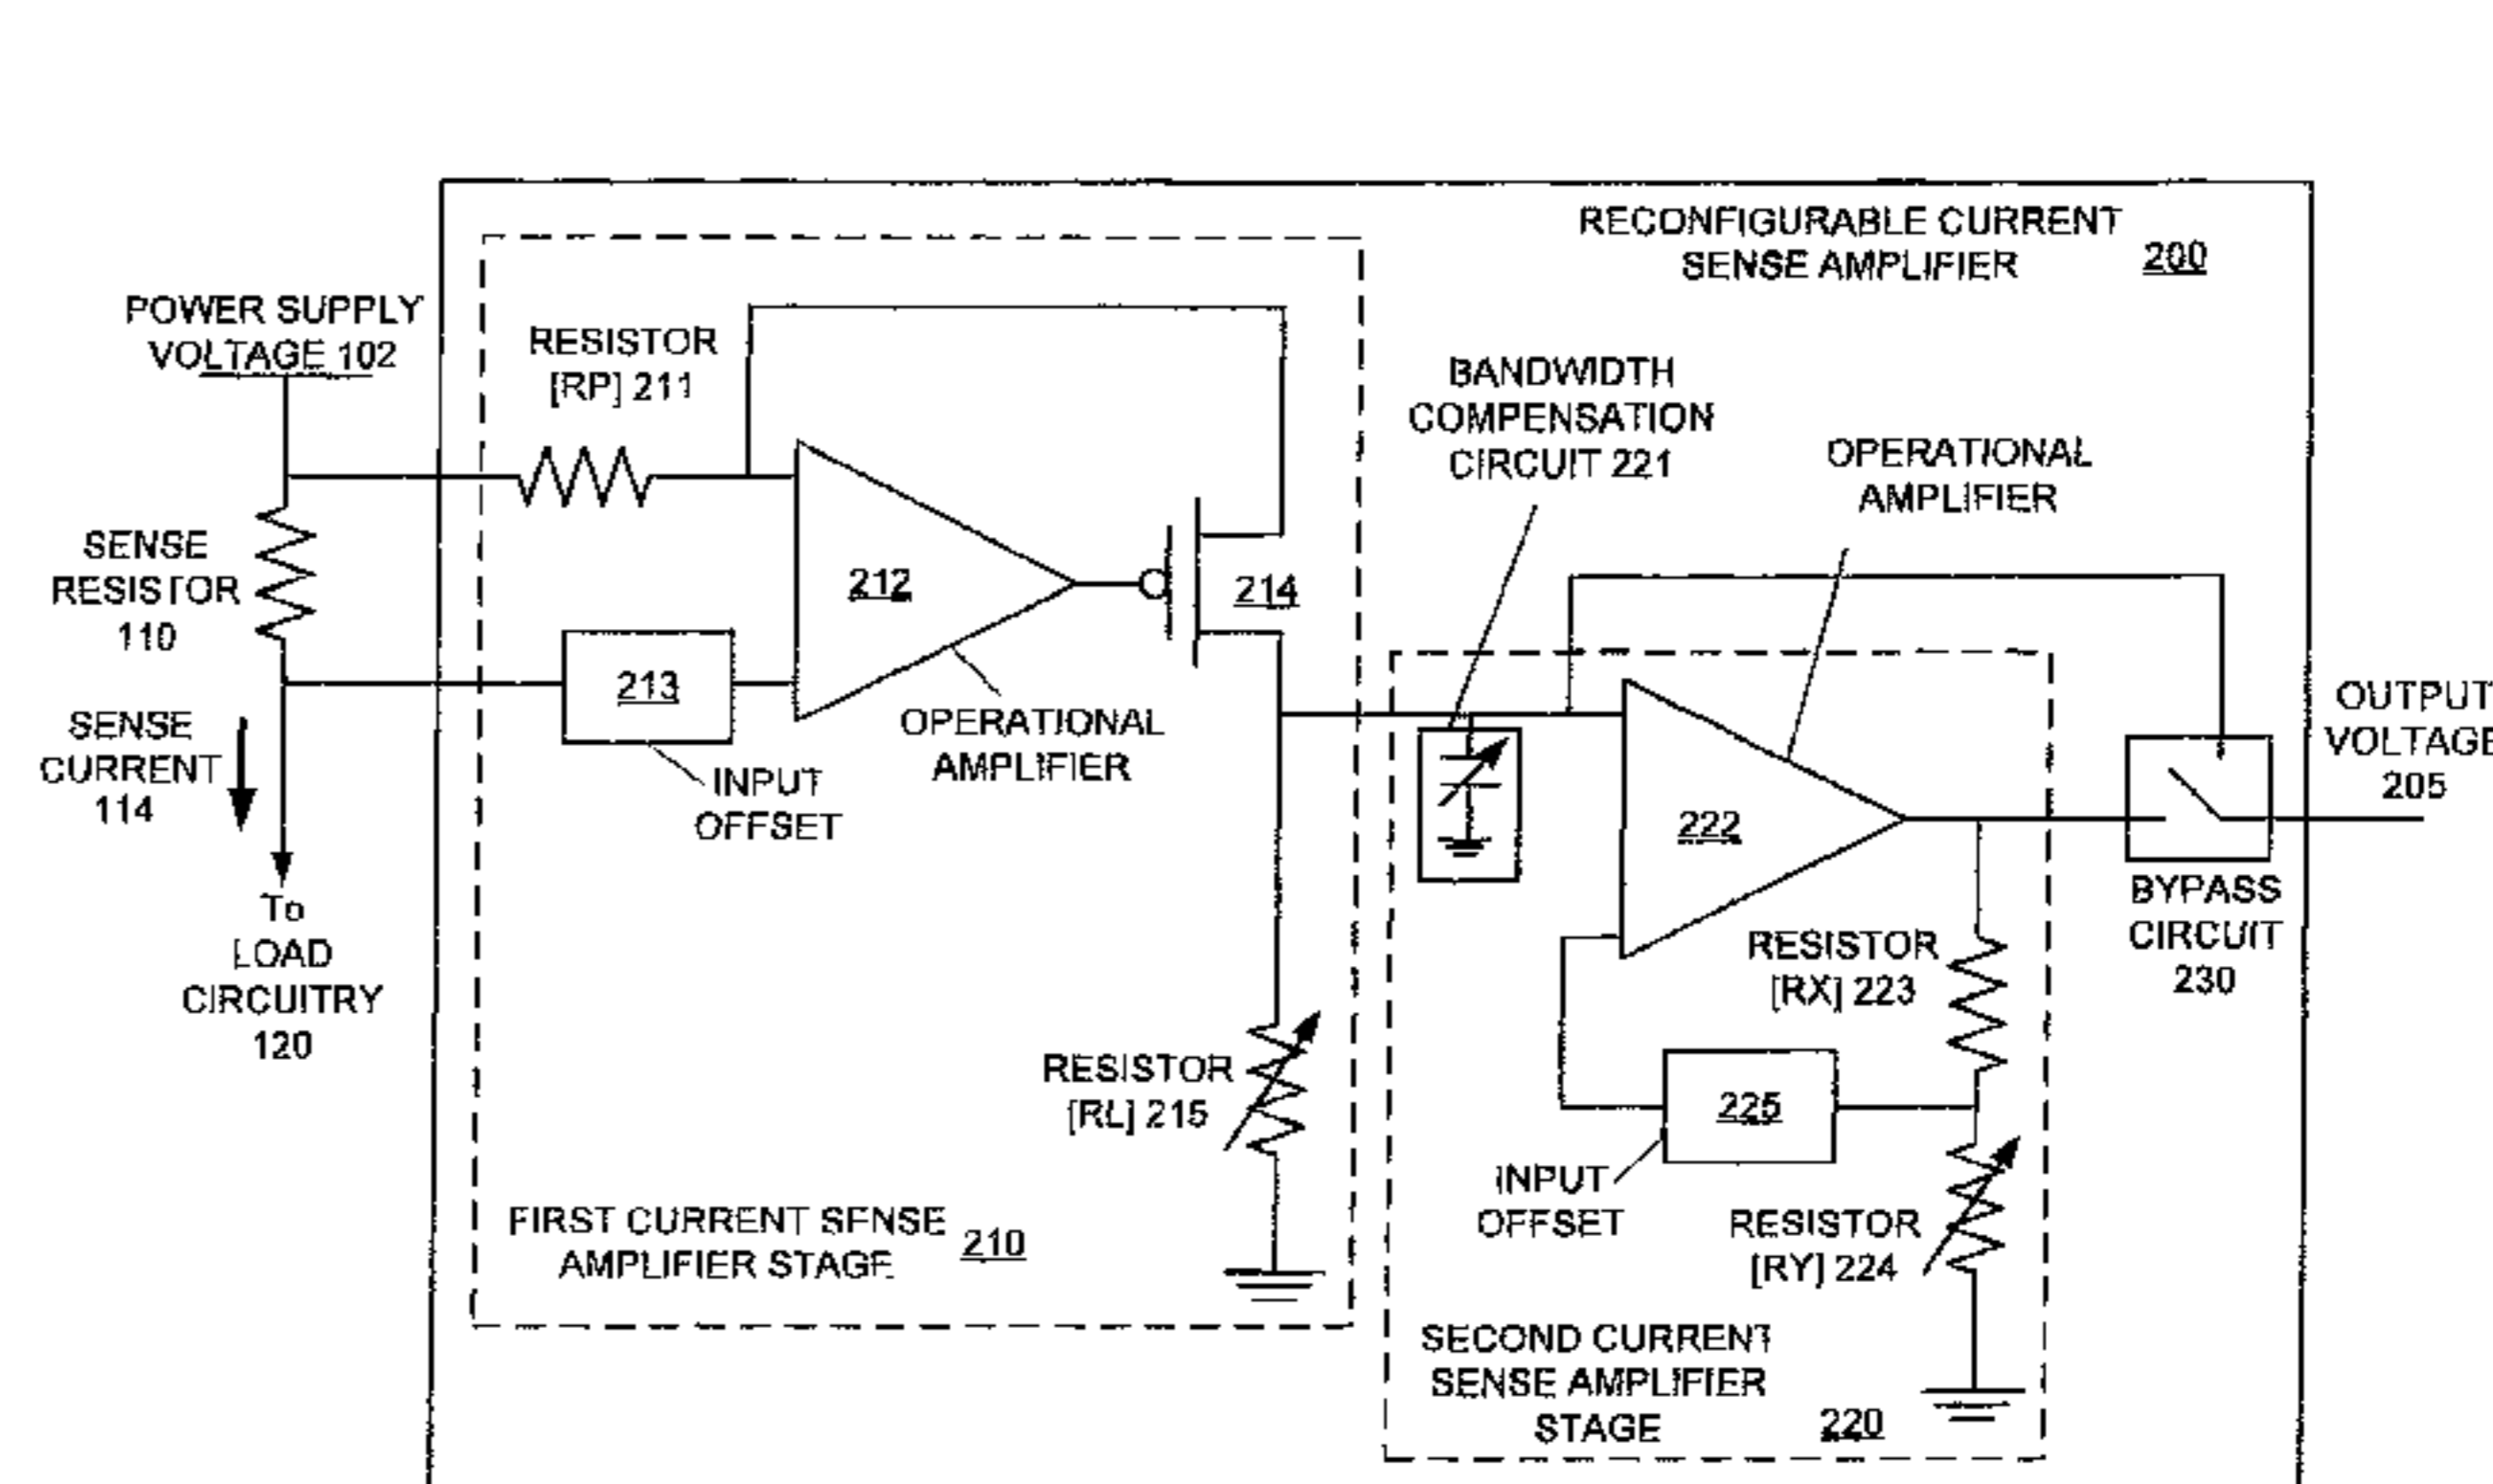 RECONFIGURABLE CURRENT
SENSE AMPLIFIER
200
POWER SUPPLY
VOLTAGE 102
RESISTOR
[RP] 211
BANDWIDTH
COMPENSATION
CIRCUIT 221
OPERATIONAL
AMPLIFIER
SENSE
RESISTOR
110
212
214
213
SENSE
CURRENT
114
OPERATIONAL
AMPLIFIER
INPUT
OFFSET
222
OUTPUT
VOLTAGE
205
To
LOAD
CIRCUITRY
120
BYPASS
CIRCUIT
230
RESISTOR
[RX] 223
RESISTOR
[RL] 215
225
INPUT
OFFSET
RESISTOR
[RY] 224
FIRST CURRENT SENSE
AMPLIFIER STAGE
210
SECOND CURRENT
SENSE AMPLIFIER
STAGE
220